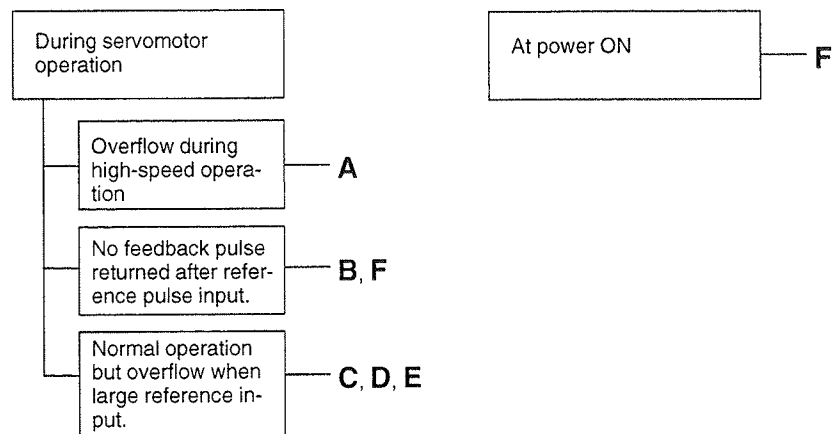 During servomotor
operation
At power ON
F
Overflow during
high-speed opera-
tion
A
No feedback pulse
returned after refer-
ence pulse input.
B, F
Normal operation
but overflow when
large reference in-
put.
C, D, E